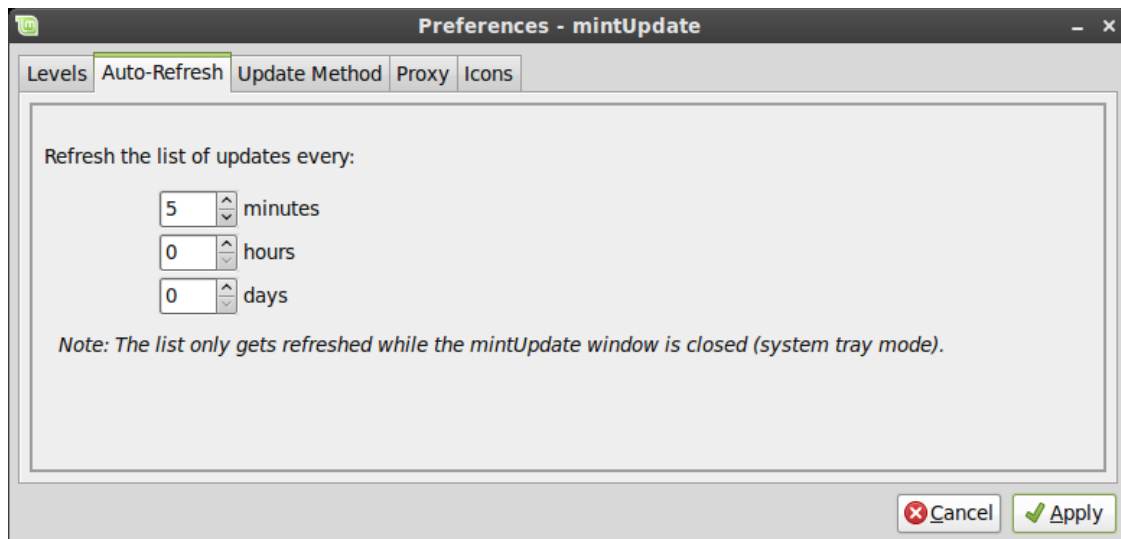 Preferences - mintUpdate
Levels Auto-Refresh Update Method Proxy Icons
Refresh the list of updates every:
5 minutes
0 hours
0 days
Note: The list only gets refreshed while the mintUpdate window is closed (system tray mode).
Cancel Apply